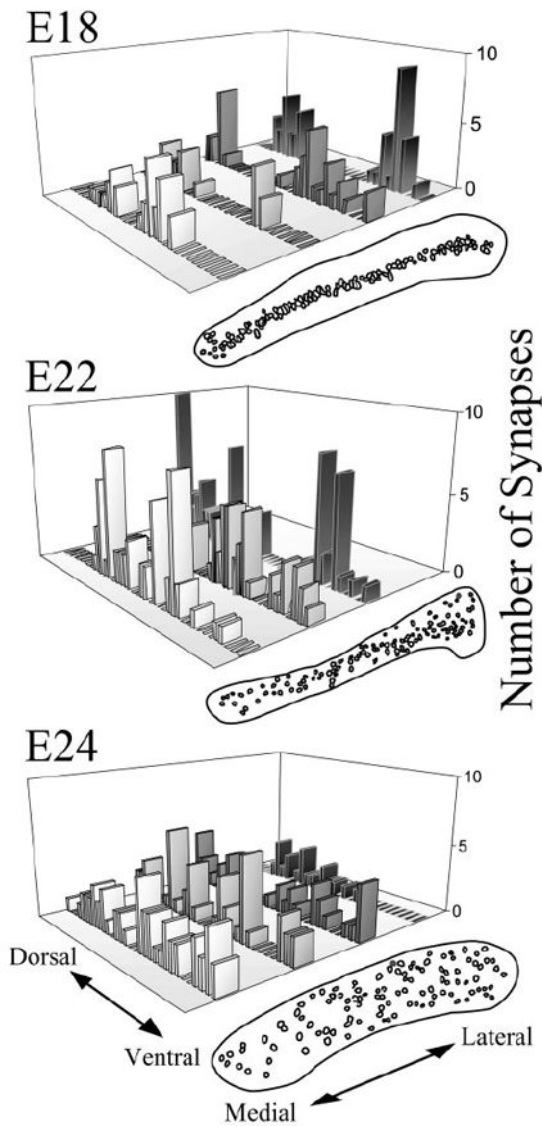 E18
10
5
0
E22
10
5
0
Number of Synapses
E24
10
5
0
Dorsal
Ventral
Lateral
Medial